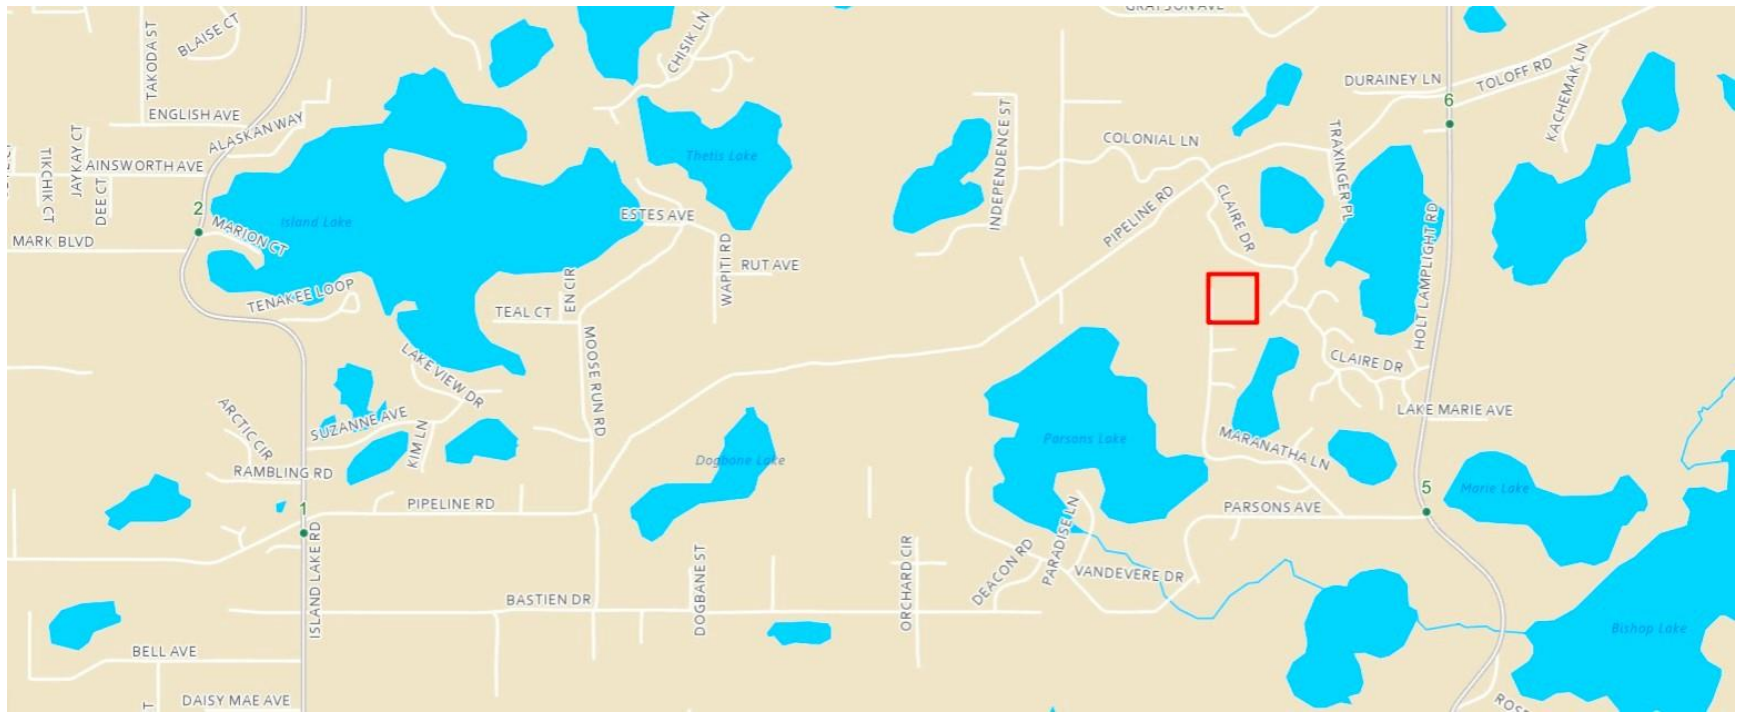 GRAYSON AVE
BLAISE CT
TAKODA ST
CHISIK LN
DURAINEY LN
TOLOFF RD
KACHEMAK LN
6
ENGLISH AVE
ALASKAN WAY
INDEPENDENCE ST
COLONIAL LN
TRAXINGER PL
JAYKAY CT
TIKCHIK CT
AINSWORTH AVE
DEE CT
Thetis Lake
2
Island Lake
MARION CT
MARK BLVD
ESTES AVE
WAPITI RD
RUT AVE
PIPELINE RD
CLAIRE DR
HOLT LAMPLIGHT RD
TENAKEE LOOP
TEAL CT
EN CIR
MOOSE RUN RD
LAKE VIEW DR
CLAIRE DR
ARCTIC CIR
SUZANNE AVE
KIM LN
LAKE MARIE AVE
Parsons Lake
MARANATHA LN
Dogbone Lake
RAMBLING RD
5
Marie Lake
1
PIPELINE RD
PARSONS AVE
ISLAND LAKE RD
DOGBANE ST
ORCHARD CIR
DEACON RD
PARADISE LN
VANDEVERE DR
BASTIEN DR
Bishop Lake
BELL AVE
DAISY MAE AVE